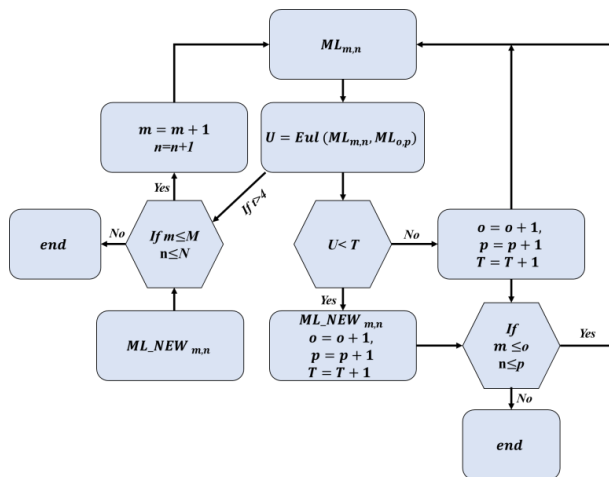 ML_{m,n}
m = m + 1
n=n+1
U = Eul (ML_{m,n}, ML_{o,p})
Yes
If t>4
end
No
If m≤M
n≤N
U< T
No
o = o + 1,
p = p + 1
T = T + 1
Yes
ML_NEW_{m,n}
ML_NEW_{m,n}
o = o + 1,
p = p + 1
T = T + 1
If
m ≤o
n≤p
Yes
No
end